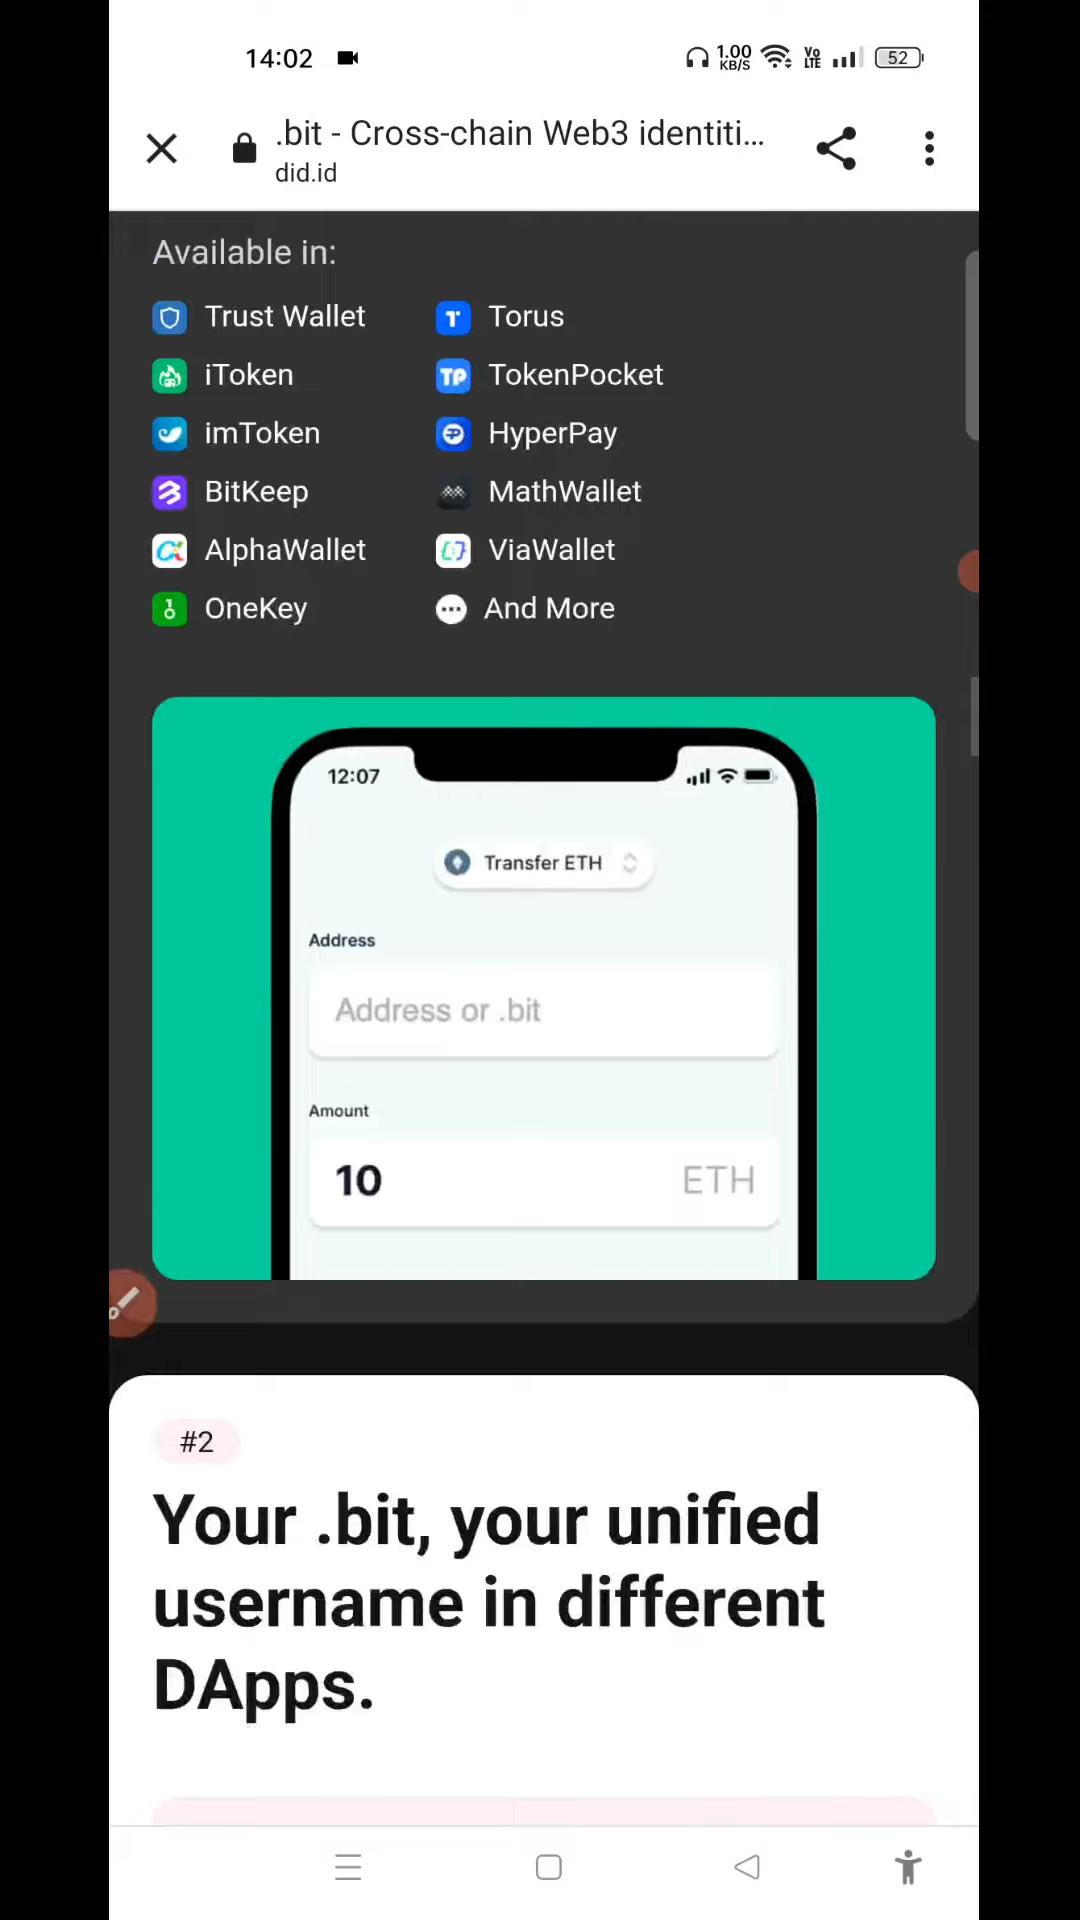 14:02
1.00 KB/S
Vo LTE
52
.bit - Cross-chain Web3 identiti...
did.id
Available in:
Trust Wallet
Torus
iToken
TokenPocket
imToken
HyperPay
BitKeep
MathWallet
AlphaWallet
ViaWallet
OneKey
And More
12:07
Transfer ETH
Address
Address or .bit
Amount
10 ETH
#2
Your .bit, your unified
username in different
DApps.